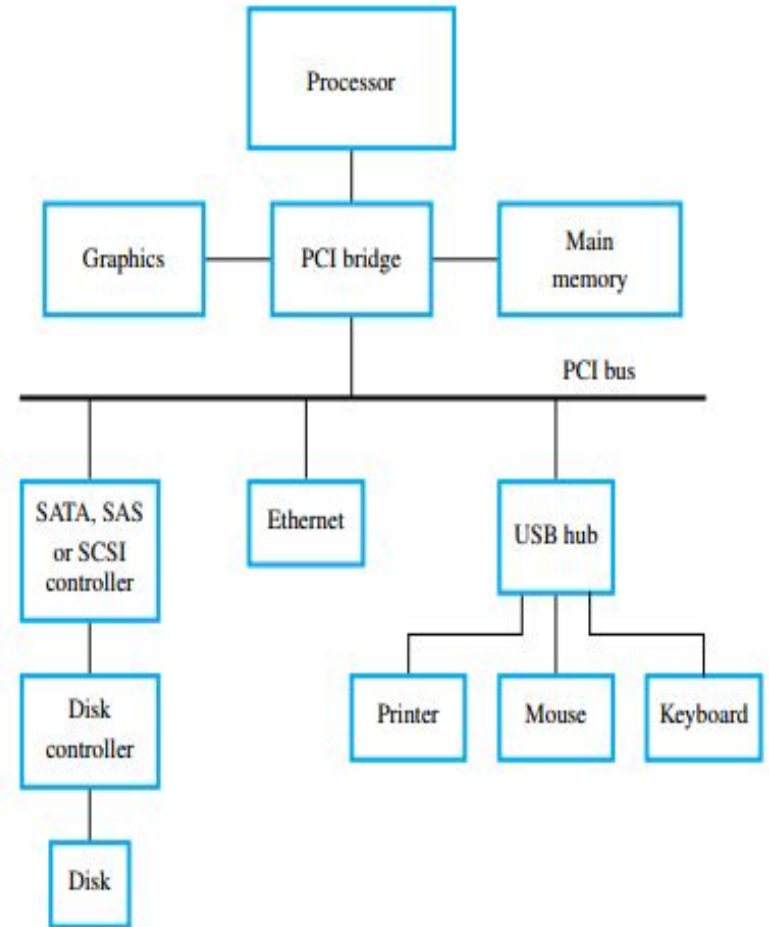 Processor
Graphics
PCI bridge
Main
memory
PCI bus
SATA, SAS
or SCSI
controller
Ethernet
USB hub
Disk
controller
Printer
Mouse
Keyboard
Disk